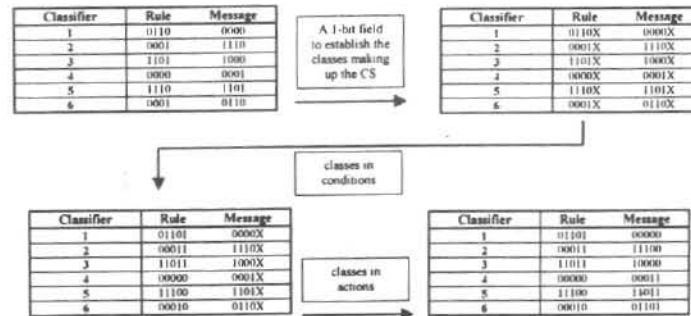 Classifier Rule Message
1 0110 0000
2 0001 1110
3 1101 1000
4 0000 0001
5 1110 1101
6 0001 0110
A 1-bit field
to establish the
classes making
up the CS
Classifier Rule Message
1 0110X 0000X
2 0001X 1110X
3 1101X 1000X
4 0000X 0001X
5 1110X 1101X
6 0001X 0110X
classes in
conditions
Classifier Rule Message
1 01101 0000X
2 00011 1110X
3 11011 1000X
4 00000 0001X
5 11100 1101X
6 00010 0110X
classes in
actions
Classifier Rule Message
1 01101 00000
2 00011 11100
3 11011 10000
4 00000 00011
5 11100 11011
6 00010 01101